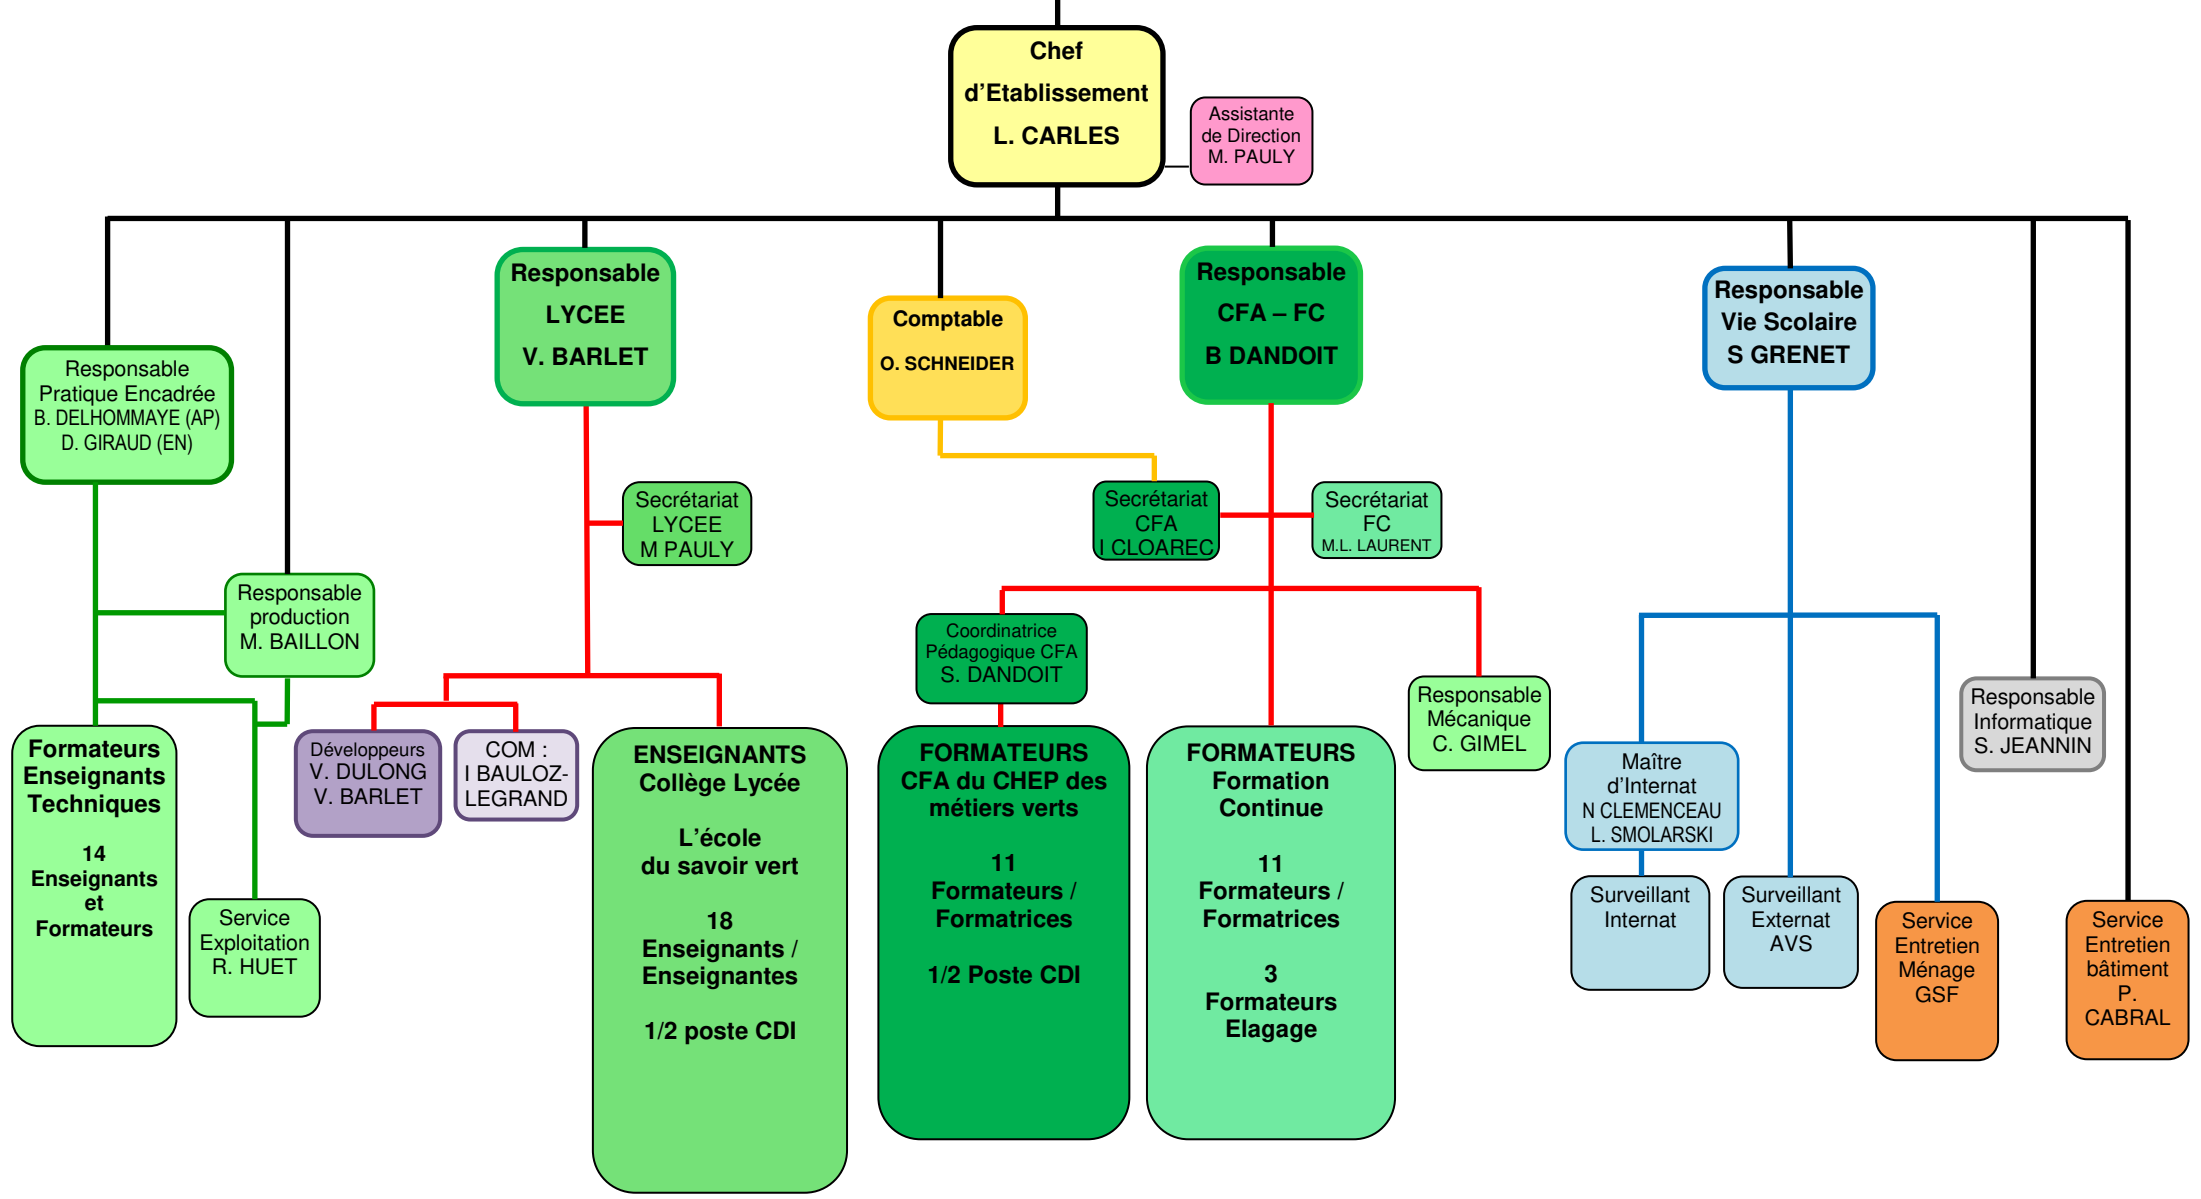 Chef
d’Etablissement
L. CARLES
Assistante
de Direction
M. PAULY
Responsable
Pratique Encadrée
B. DELHOMMAYE (AP)
D. GIRAUD (EN)
Responsable
LYCEE
V. BARLET
Comptable
O. SCHNEIDER
Responsable
CFA – FC
B DANDOIT
Responsable
Vie Scolaire
S GRENET
Secrétariat
LYCEE
M PAULY
Secrétariat
CFA
I CLOAREC
Secrétariat
FC
M.L. LAURENT
Responsable
production
M. BAILLON
Coordinatrice
Pédagogique CFA
S. DANDOIT
Responsable
Mécanique
C. GIMEL
Responsable
Informatique
S. JEANNIN
Formateurs
Enseignants
Techniques
14
Enseignants
et
Formateurs
Service
Exploitation
R. HUET
Développeurs
V. DULONG
V. BARLET
COM :
I BAULOZ-
LEGRAND
ENSEIGNANTS
Collège Lycée
L’école
du savoir vert
18
Enseignants /
Enseignantes
1/2 poste CDI
FORMATEURS
CFA du CHEP des
métiers verts
11
Formateurs /
Formatrices
1/2 Poste CDI
FORMATEURS
Formation
Continue
11
Formateurs /
Formatrices
3
Formateurs
Elagage
Maître
d’Internat
N CLEMENCEAU
L. SMOLARSKI
Surveillant
Internat
Surveillant
Externat
AVS
Service
Entretien
Ménage
GSF
Service
Entretien
bâtiment
P.
CABRAL